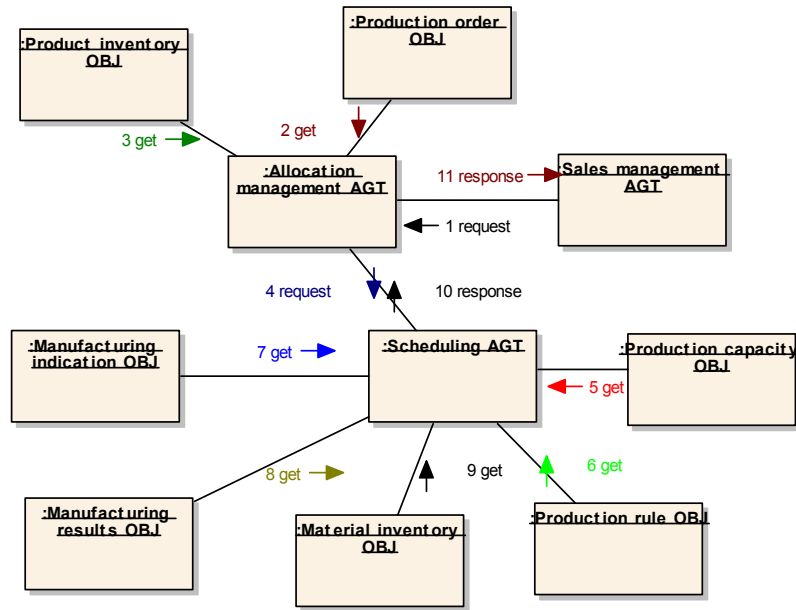 :Production order
OBJ
:Product inventory
OBJ
2 get
3 get
:Allocation
management AGT
11 response
:Sales management
AGT
1 request
4 request
10 response
:Manufacturing
indication OBJ
7 get
:Scheduling AGT
:Production capacity
OBJ
5 get
8 get
9 get
6 get
:Manufacturing
results OBJ
:Material inventory
OBJ
:Production rule OBJ